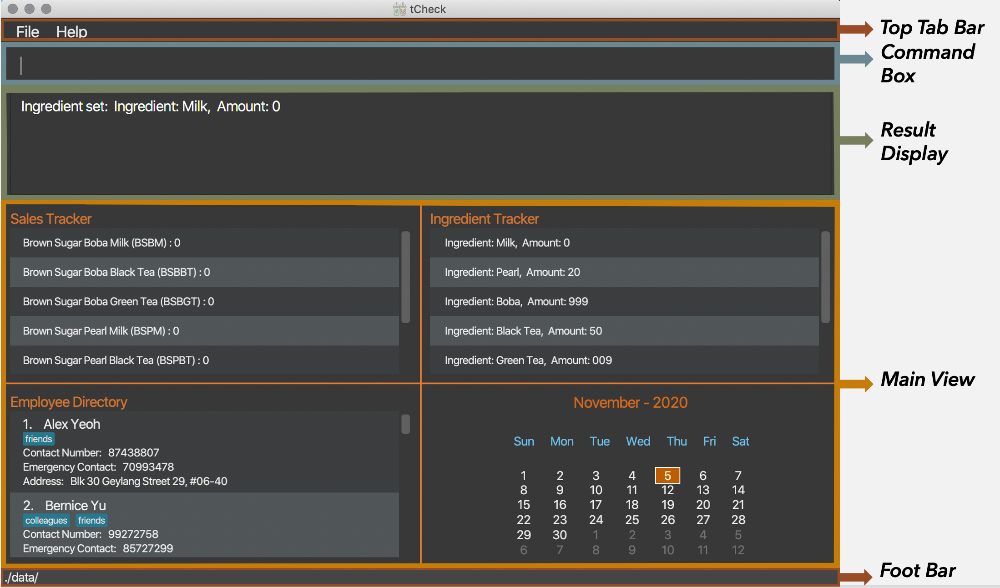 tCheck
File Help
Top Tab Bar
Command
Box
Ingredient set: Ingredient: Milk, Amount: 0
Result
Display
Sales Tracker
Brown Sugar Boba Milk (BSBM) : 0
Brown Sugar Boba Black Tea (BSBBT) : 0
Brown Sugar Boba Green Tea (BSBGT) : 0
Brown Sugar Pearl Milk (BSPM) : 0
Brown Sugar Pearl Black Tea (BSPBT) : 0
Ingredient Tracker
Ingredient: Milk, Amount: 0
Ingredient: Pearl, Amount: 20
Ingredient: Boba, Amount: 999
Ingredient: Black Tea, Amount: 50
Ingredient: Green Tea, Amount: 009
Main View
Employee Directory
1. Alex Yeoh
friends
Contact Number: 87438807
Emergency Contact: 70993478
Address: Blk 30 Geylang Street 29, #06-40
2. Bernice Yu
colleagues friends
Contact Number: 99272758
Emergency Contact: 85727299
November - 2020
Sun Mon Tue Wed Thu Fri Sat
1 2 3 4 5 6 7
8 9 10 11 12 13 14
15 16 17 18 19 20 21
22 23 24 25 26 27 28
29 30 1 2 3 4 5
6 7 8 9 10 11 12
./data/
Foot Bar